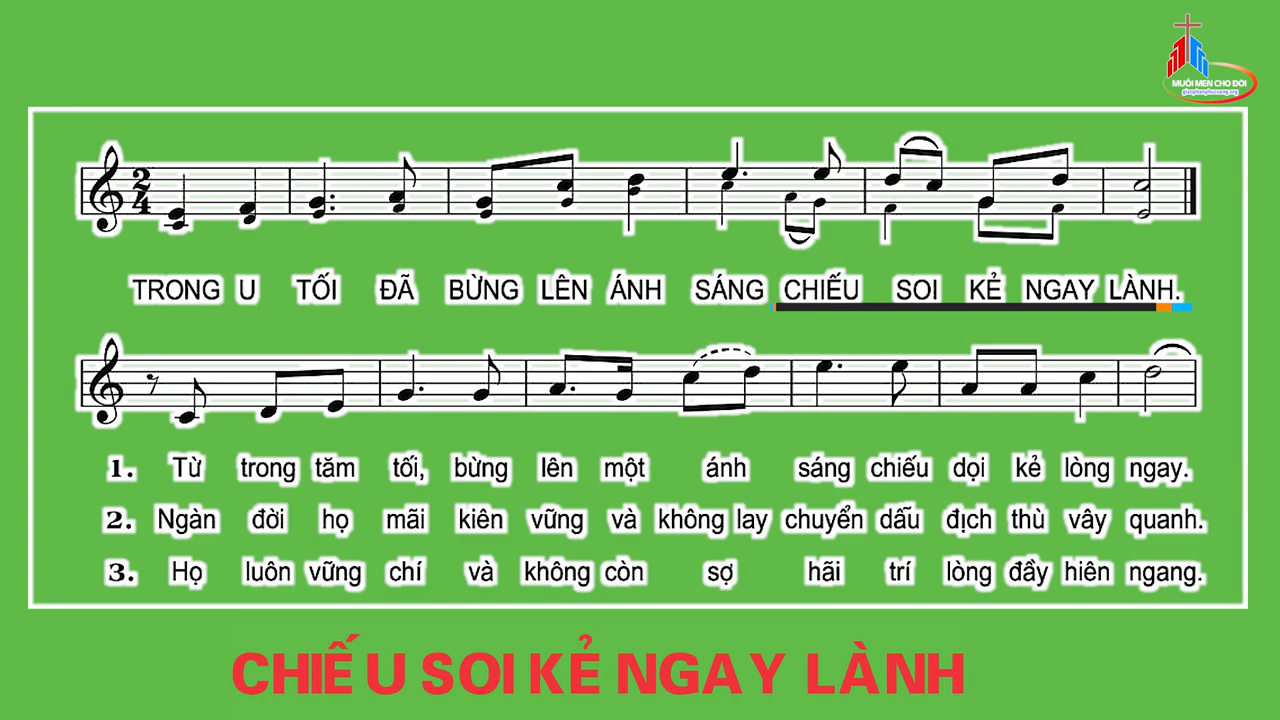 MUỐI MEN CHO ĐỜI
giaophanphucuong.org
TRONG U TỐI ĐÃ BỪNG LÊN ÁNH SÁNG CHIẾU SOI KẺ NGAY LÀNH.
1. Từ trong tăm tối, bừng lên một ánh sáng chiếu dọi kẻ lòng ngay.
2. Ngàn đời họ mãi kiên vững và không lay chuyển dẫu địch thù vây quanh.
3. Họ luôn vững chí và không còn sợ hãi trí lòng đầy hiên ngang.
CHIẾU SOI KẺ NGAY LÀNH